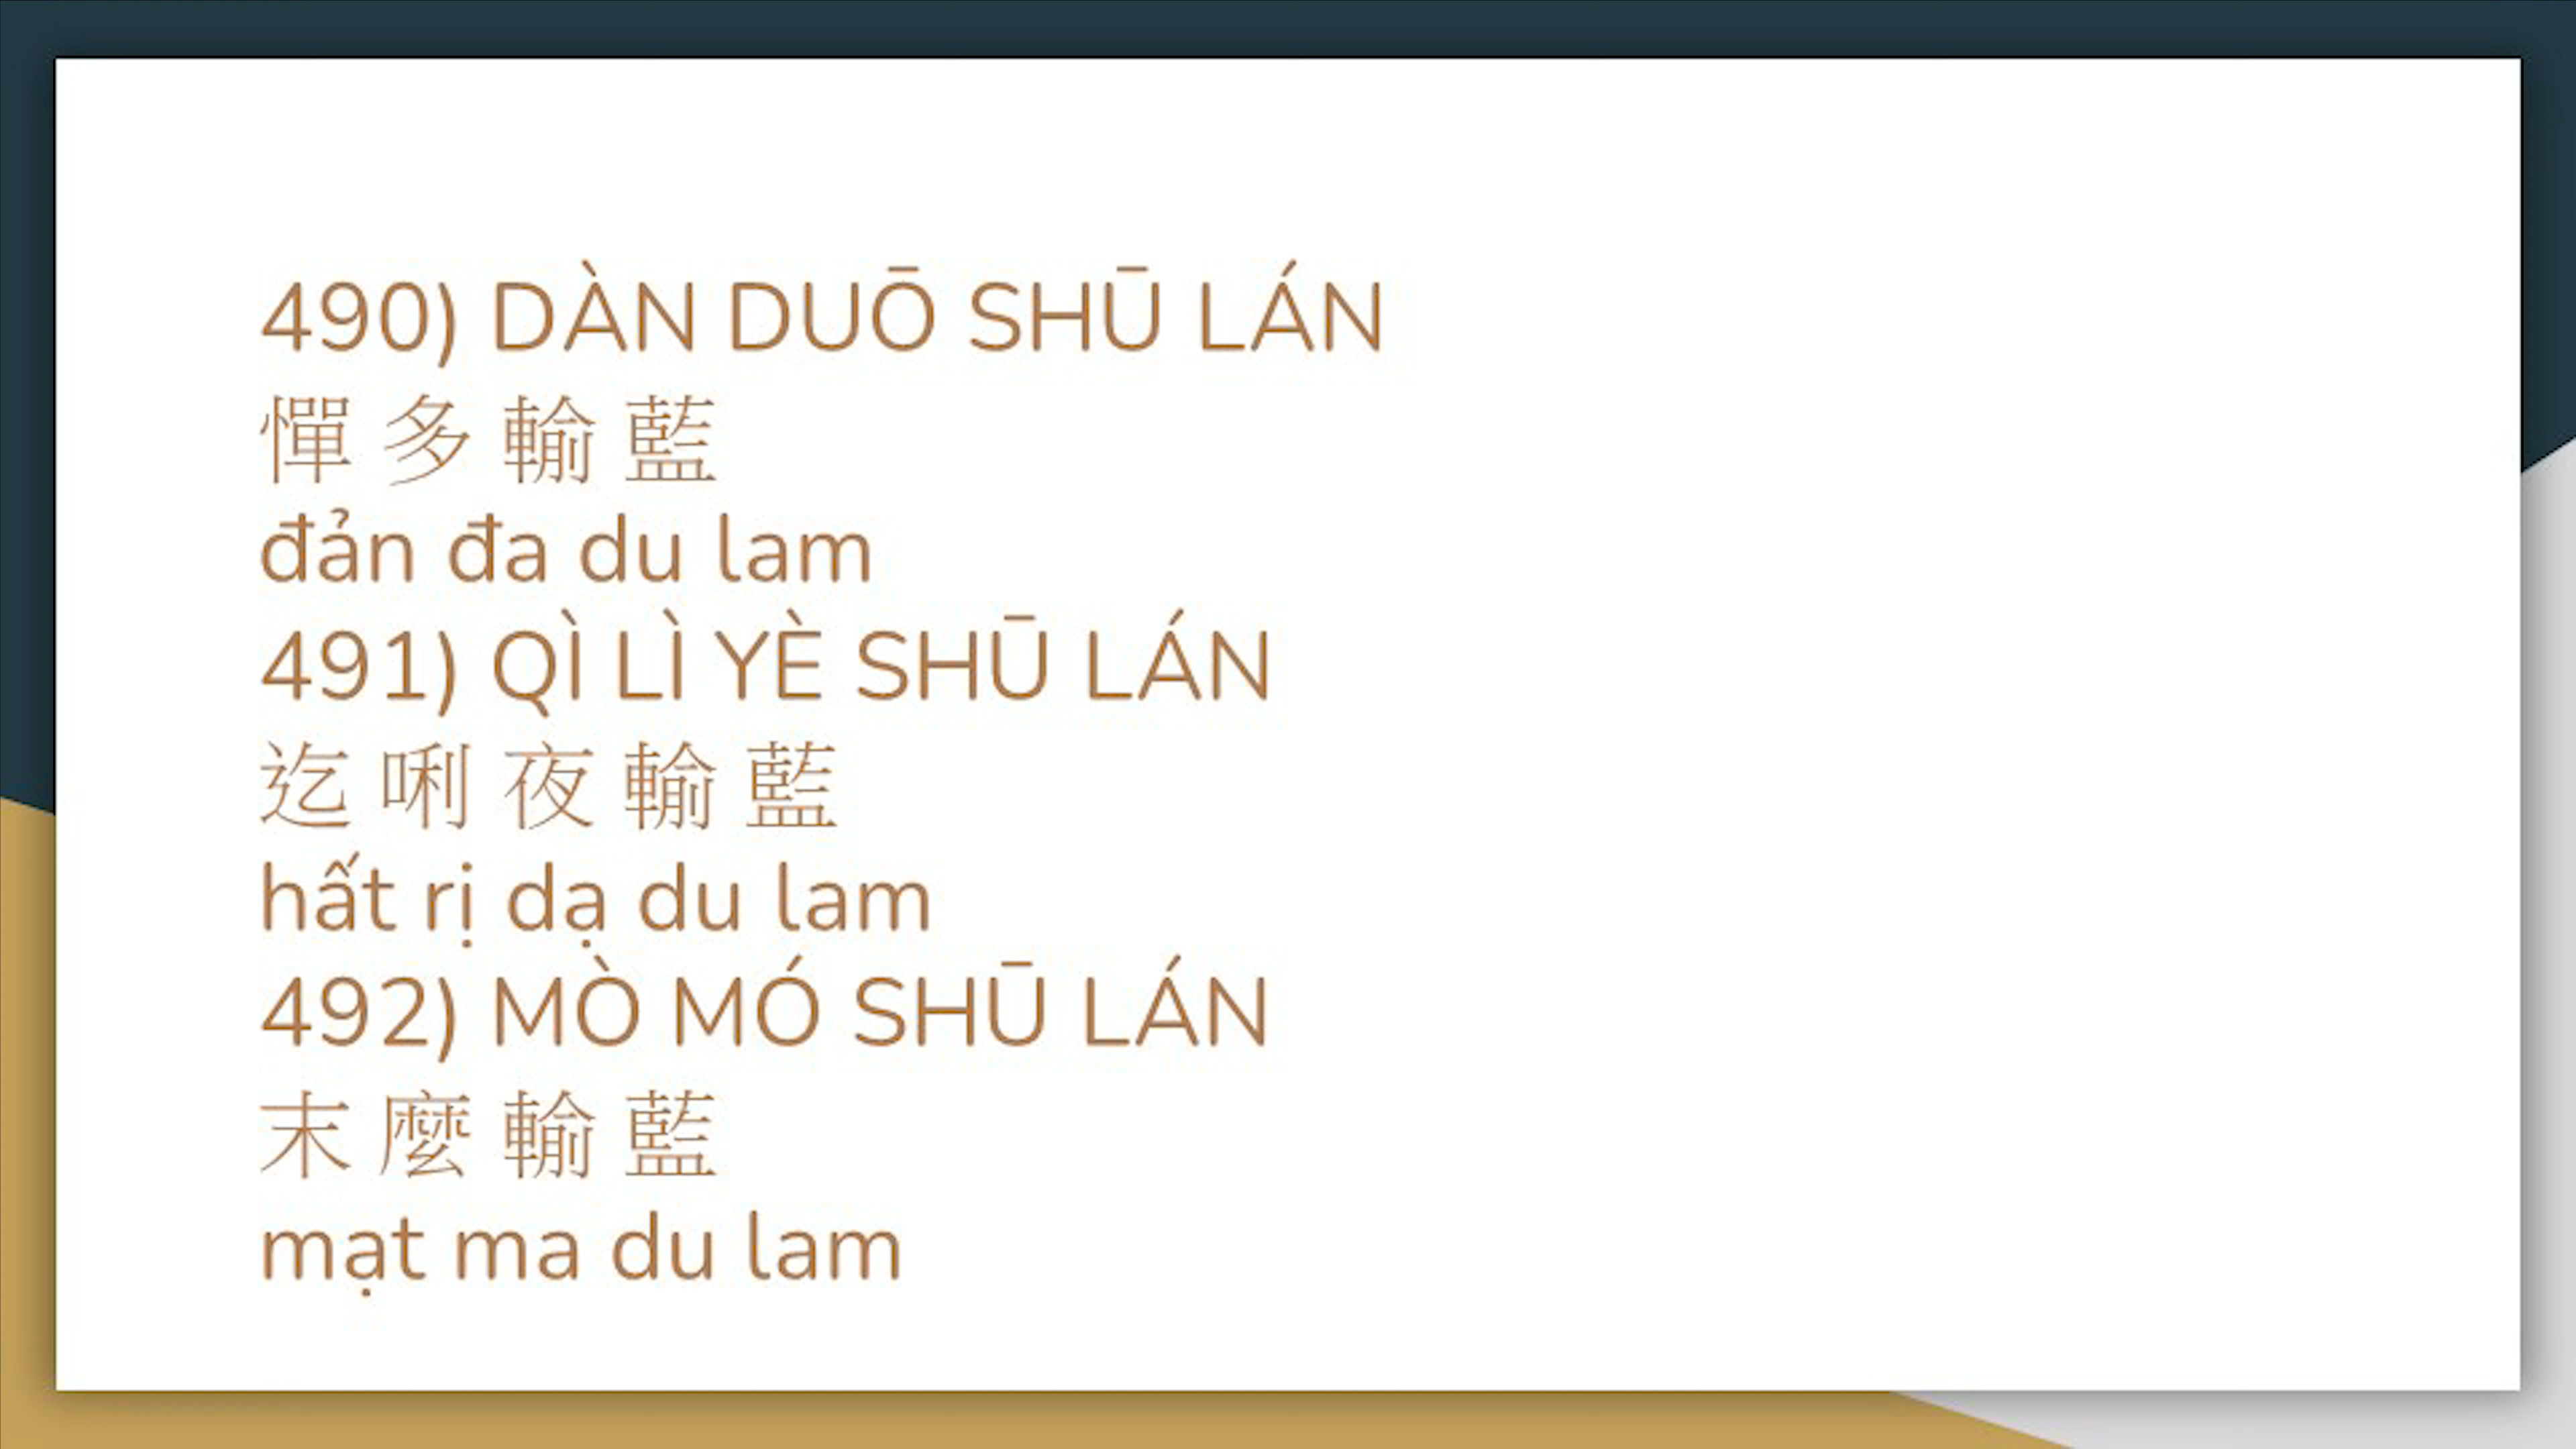 490) DÀN DUŌ SHŪ LÁN
憚 多 輸 藍
đản đa du lam
491) QÌ LÌ YÈ SHŪ LÁN
迄 唎 夜 輸 藍
hất rị dạ du lam
492) MÒ MÓ SHŪ LÁN
末 麼 輸 藍
mạt ma du lam